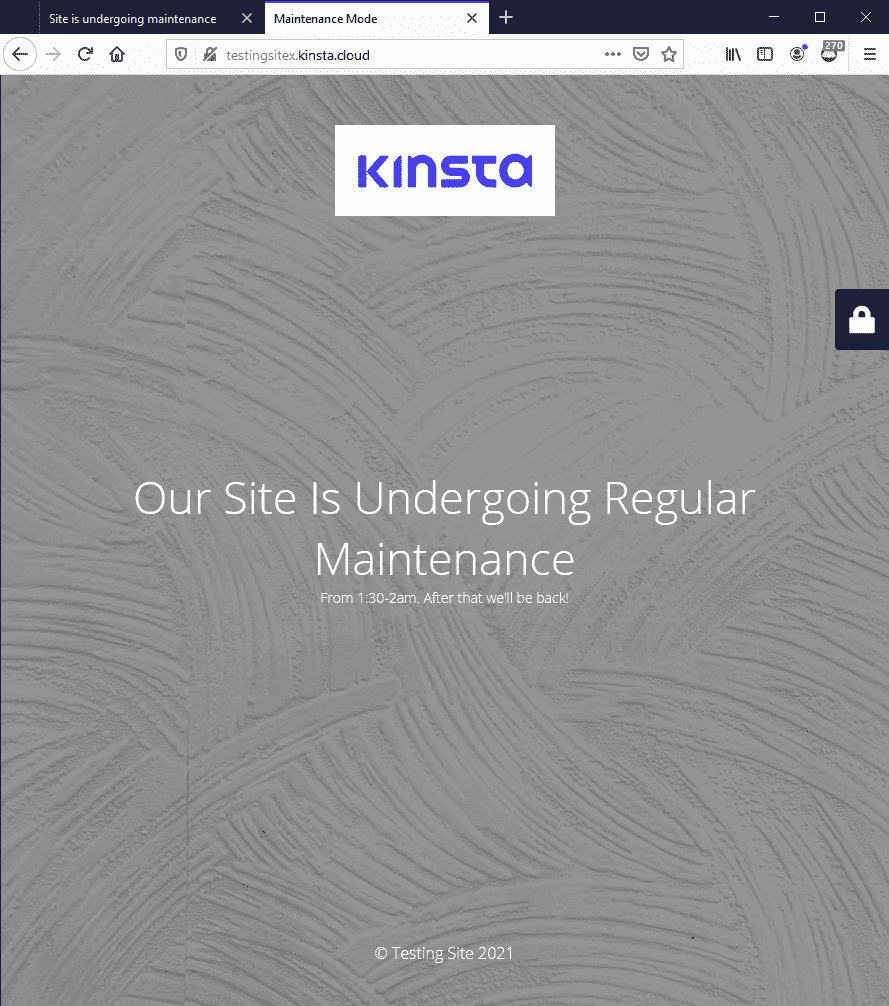 Site is undergoing maintenance
Maintenance Mode
testingsitex.kinsta.cloud
270
KINSTA
Our Site Is Undergoing Regular
Maintenance
From 1:30-2am. After that we'll be back!
© Testing Site 2021